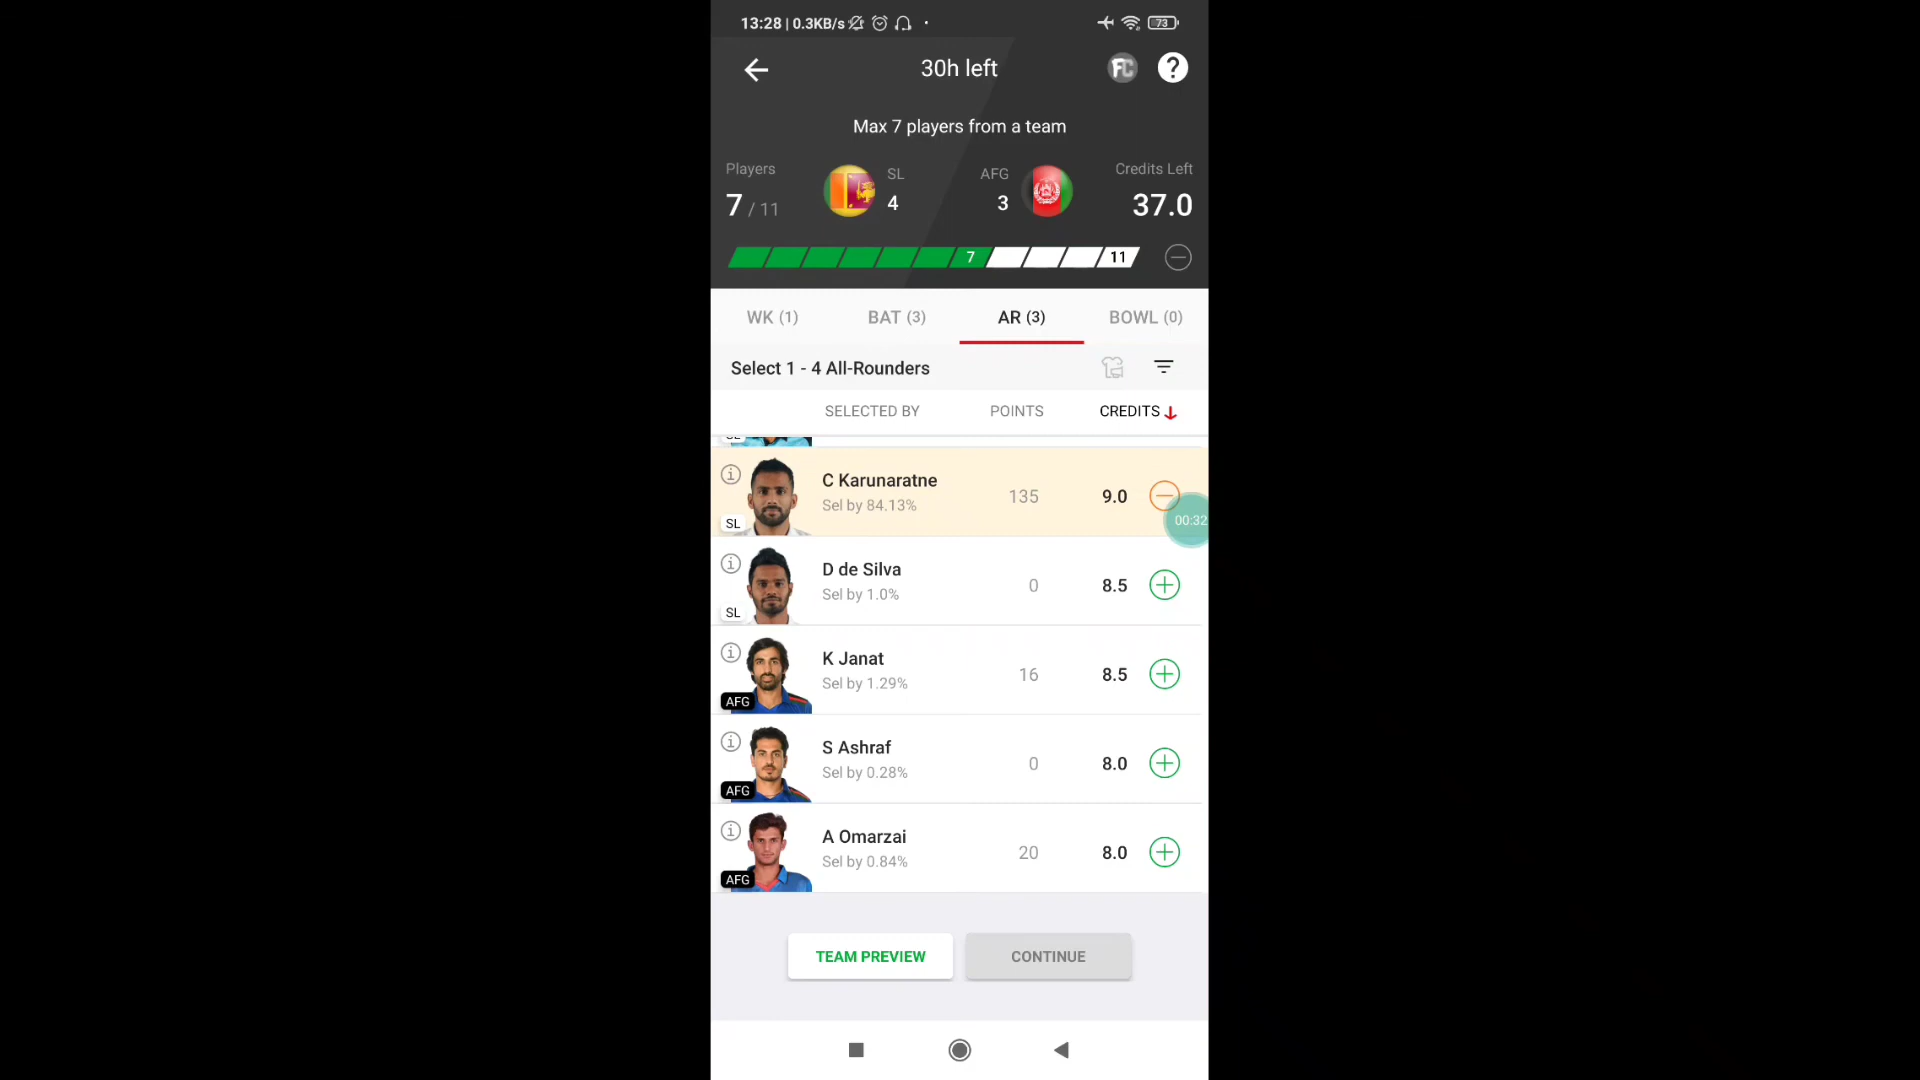 13:28 | 0.3KB/s
73
30h left
FC
?
Max 7 players from a team
Players
7 / 11
SL
4
AFG
3
Credits Left
37.0
7
11
WK (1)
BAT (3)
AR (3)
BOWL (0)
Select 1 - 4 All-Rounders
SELECTED BY
POINTS
CREDITS
C Karunaratne
Sel by 84.13%
SL
135
9.0
00:32
D de Silva
Sel by 1.0%
SL
0
8.5
K Janat
Sel by 1.29%
AFG
16
8.5
S Ashraf
Sel by 0.28%
AFG
0
8.0
A Omarzai
Sel by 0.84%
AFG
20
8.0
TEAM PREVIEW
CONTINUE